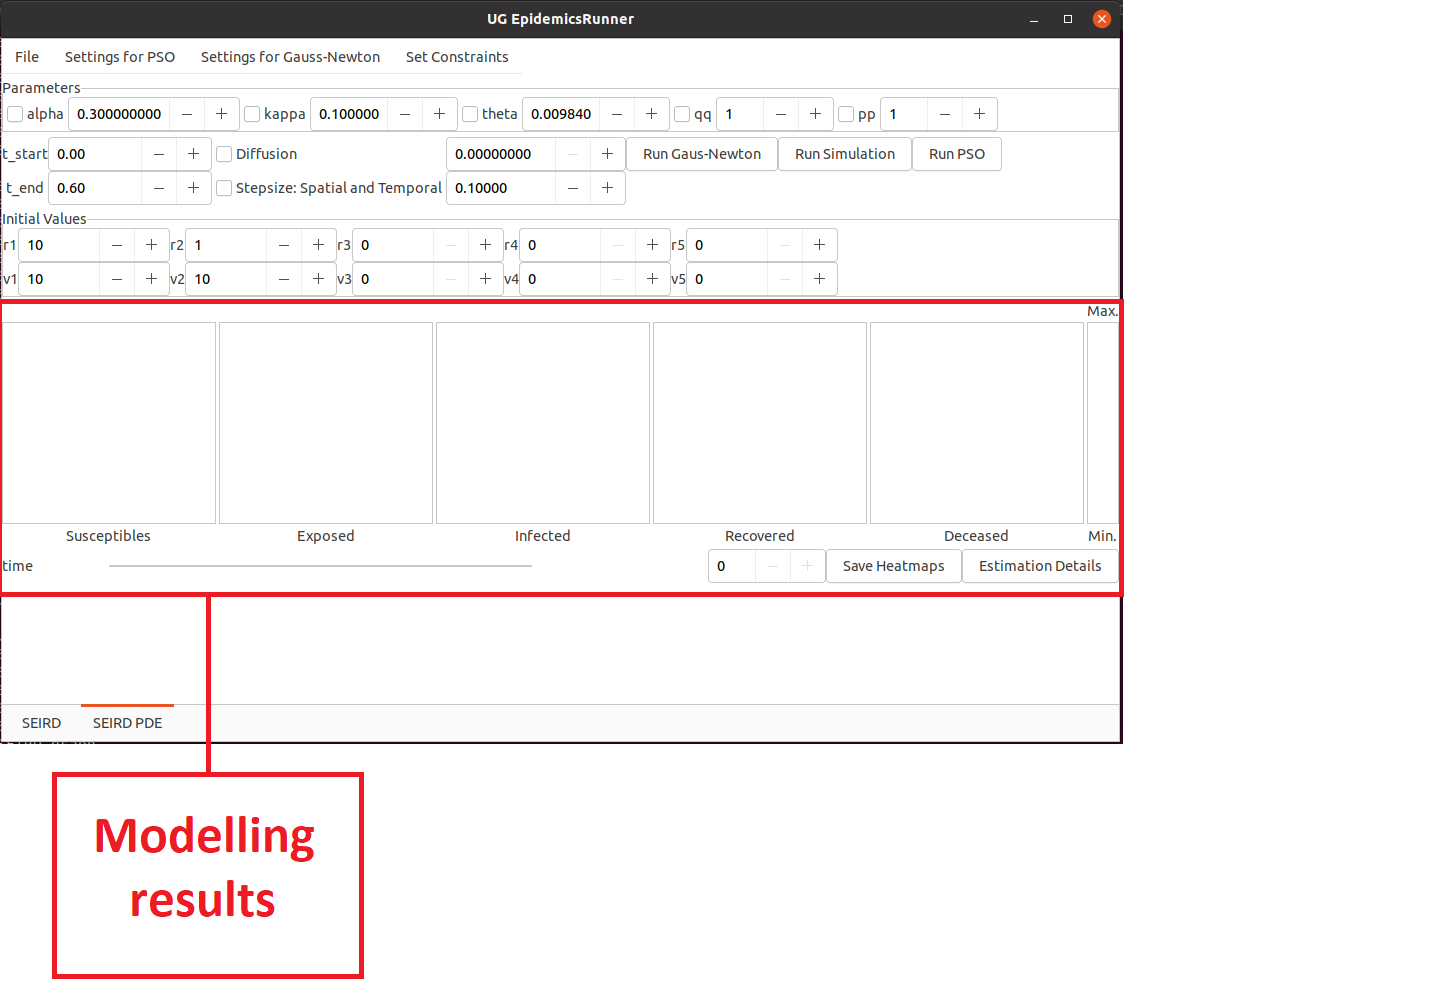 UG EpidemicsRunner
File Settings for PSO Settings for Gauss-Newton Set Constraints
Parameters
alpha 0.300000000 − + kappa 0.100000 − + theta 0.009840 − + qq 1 − + pp 1 − +
t_start 0.00 − + Diffusion 0.00000000 − + Run Gaus-Newton Run Simulation Run PSO
t_end 0.60 − + Stepsize: Spatial and Temporal 0.10000 − +
Initial Values
r1 10 − + r2 1 − + r3 0 − + r4 0 − + r5 0 − +
v1 10 − + v2 10 − + v3 0 − + v4 0 − + v5 0 − +
Max.
Susceptibles Exposed Infected Recovered Deceased Min.
time 0 − + Save Heatmaps Estimation Details
SEIRD SEIRD PDE
Modelling
results